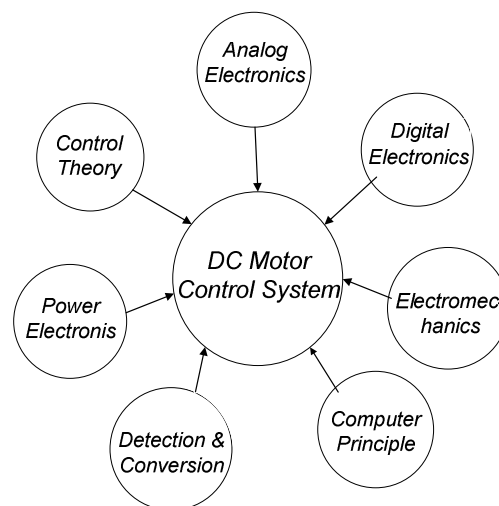 Analog
Electronics
Control
Theory
Digital
Electronics
DC Motor
Control System
Power
Electronis
Electromec
hanics
Detection &
Conversion
Computer
Principle